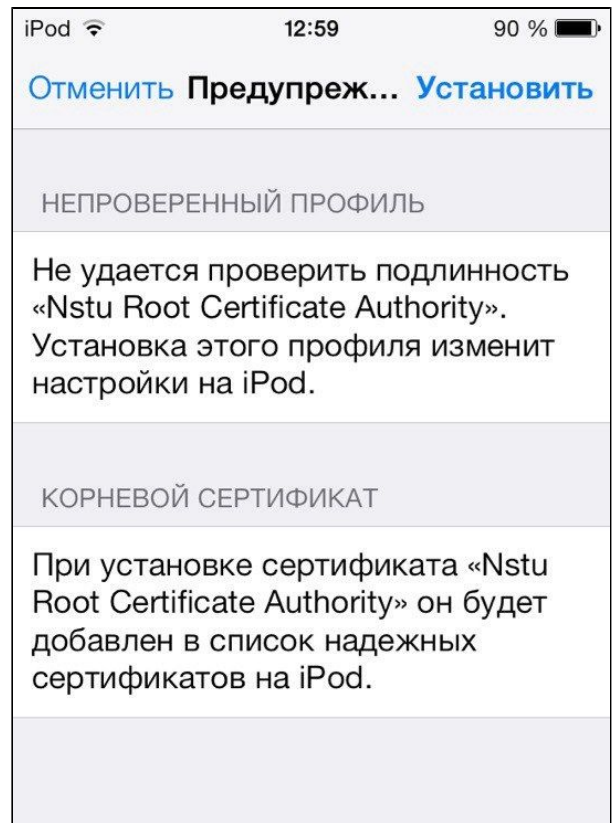 iPod 12:59 90 %
Отменить Предупреж... Установить
НЕПРОВЕРЕННЫЙ ПРОФИЛЬ
Не удается проверить подлинность
«Nstu Root Certificate Authority».
Установка этого профиля изменит
настройки на iPod.
КОРНЕВОЙ СЕРТИФИКАТ
При установке сертификата «Nstu
Root Certificate Authority» он будет
добавлен в список надежных
сертификатов на iPod.